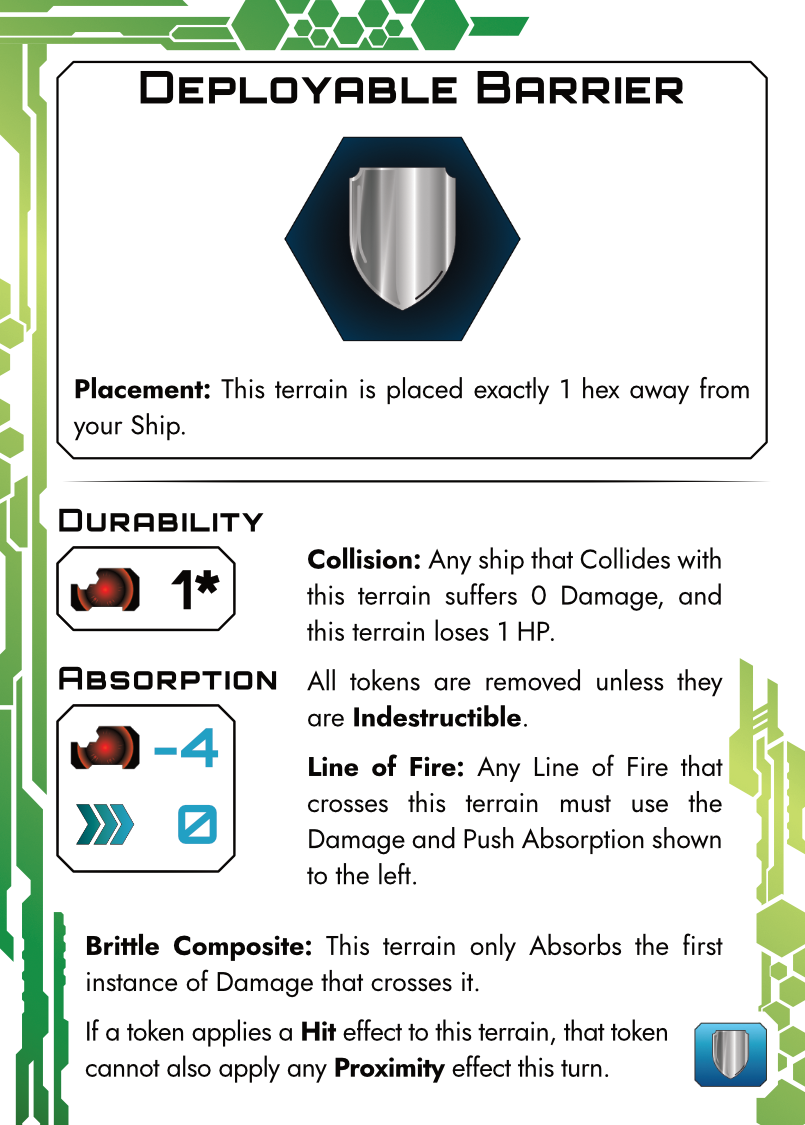 DEPLOYABLE BARRIER
Placement: This terrain is placed exactly 1 hex away from
your Ship.
DURABILITY
1*
Collision: Any ship that Collides with
this terrain suffers 0 Damage, and
this terrain loses 1 HP.
ABSORPTION
-4
0
All tokens are removed unless they
are Indestructible.
Line of Fire: Any Line of Fire that
crosses this terrain must use the
Damage and Push Absorption shown
to the left.
Brittle Composite: This terrain only Absorbs the first
instance of Damage that crosses it.
If a token applies a Hit effect to this terrain, that token
cannot also apply any Proximity effect this turn.